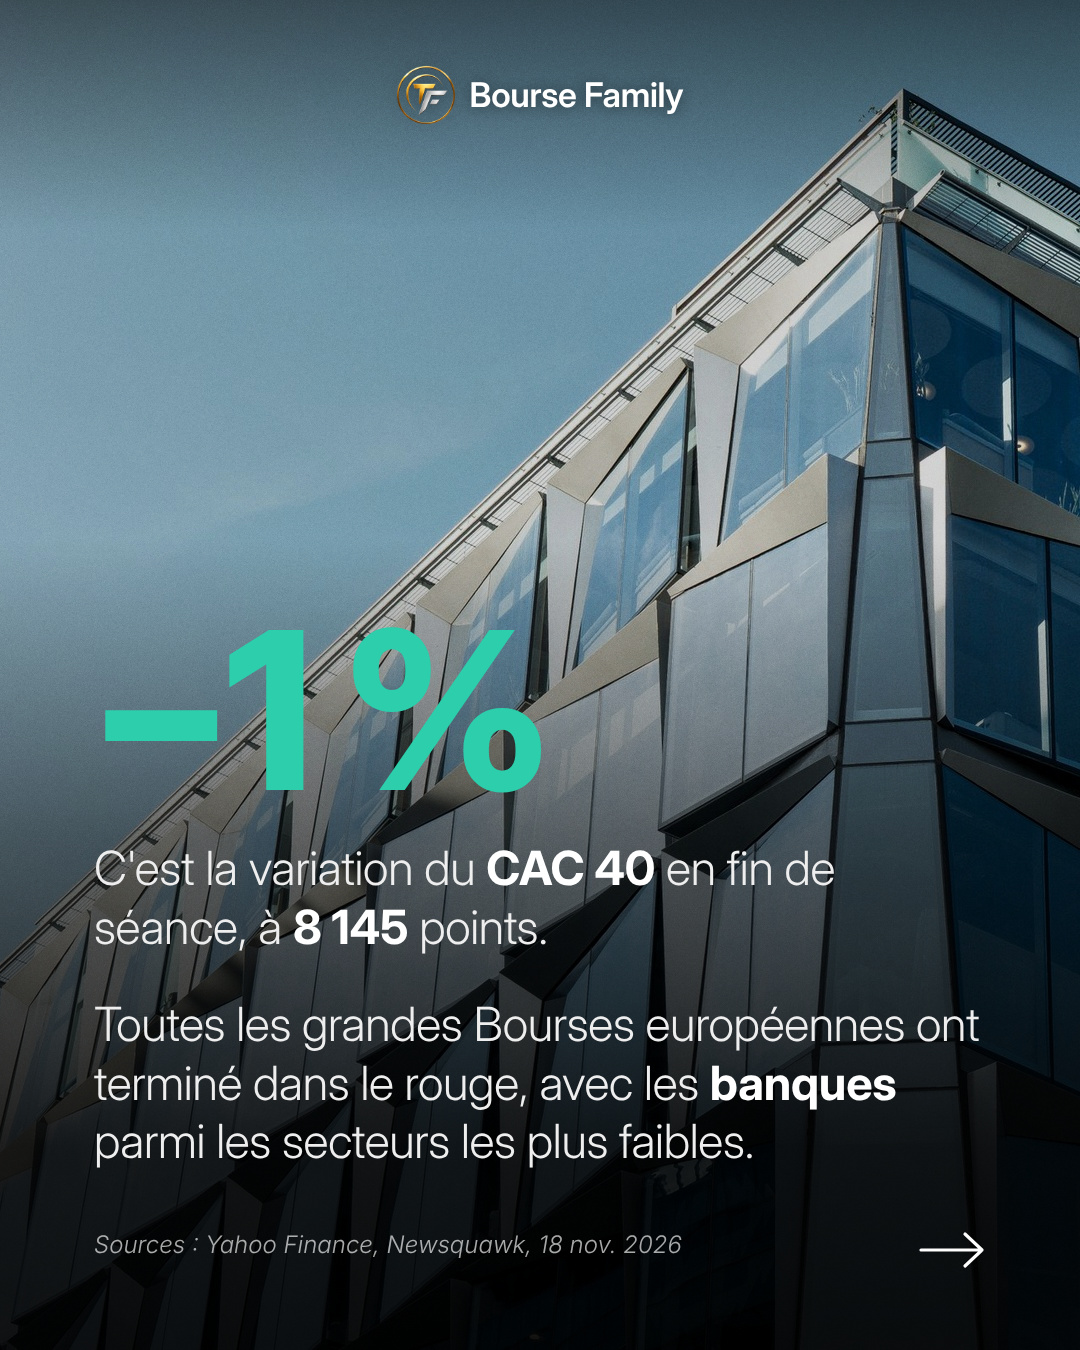 TF Bourse Family
–1%
C'est la variation du CAC 40 en fin de
séance, à 8 145 points.
Toutes les grandes Bourses européennes ont
terminé dans le rouge, avec les banques
parmi les secteurs les plus faibles.
Sources : Yahoo Finance, Newsquawk, 18 nov. 2026